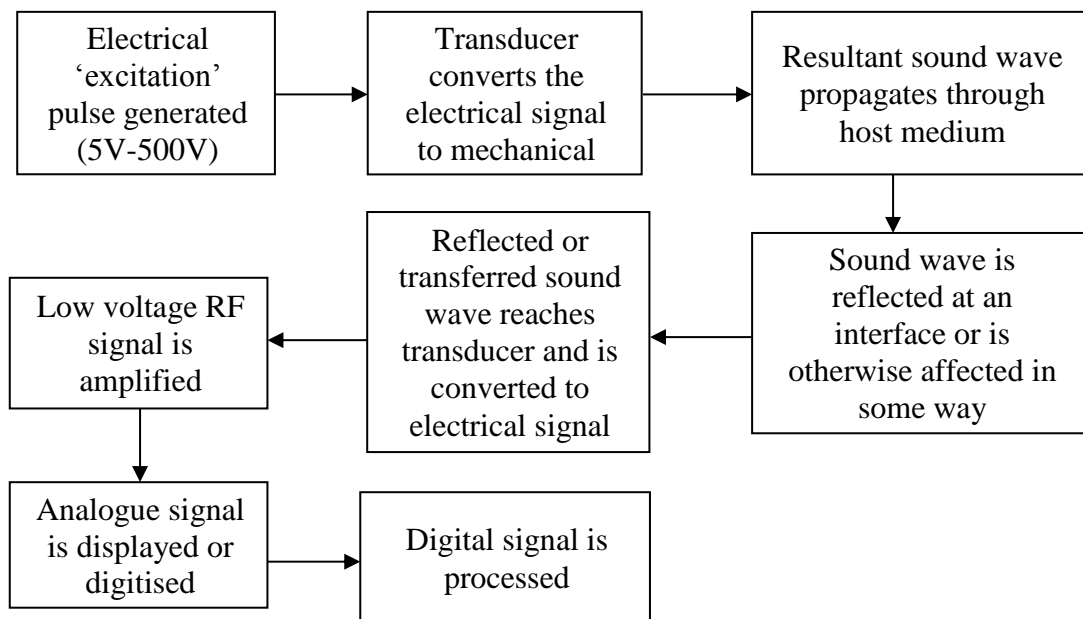 Electrical
‘excitation’
pulse generated
(5V-500V)
Transducer
converts the
electrical signal
to mechanical
Resultant sound wave
propagates through
host medium
Sound wave is
reflected at an
interface or is
otherwise affected in
some way
Reflected or
transferred sound
wave reaches
transducer and is
converted to
electrical signal
Low voltage RF
signal is
amplified
Analogue signal
is displayed or
digitised
Digital signal is
processed